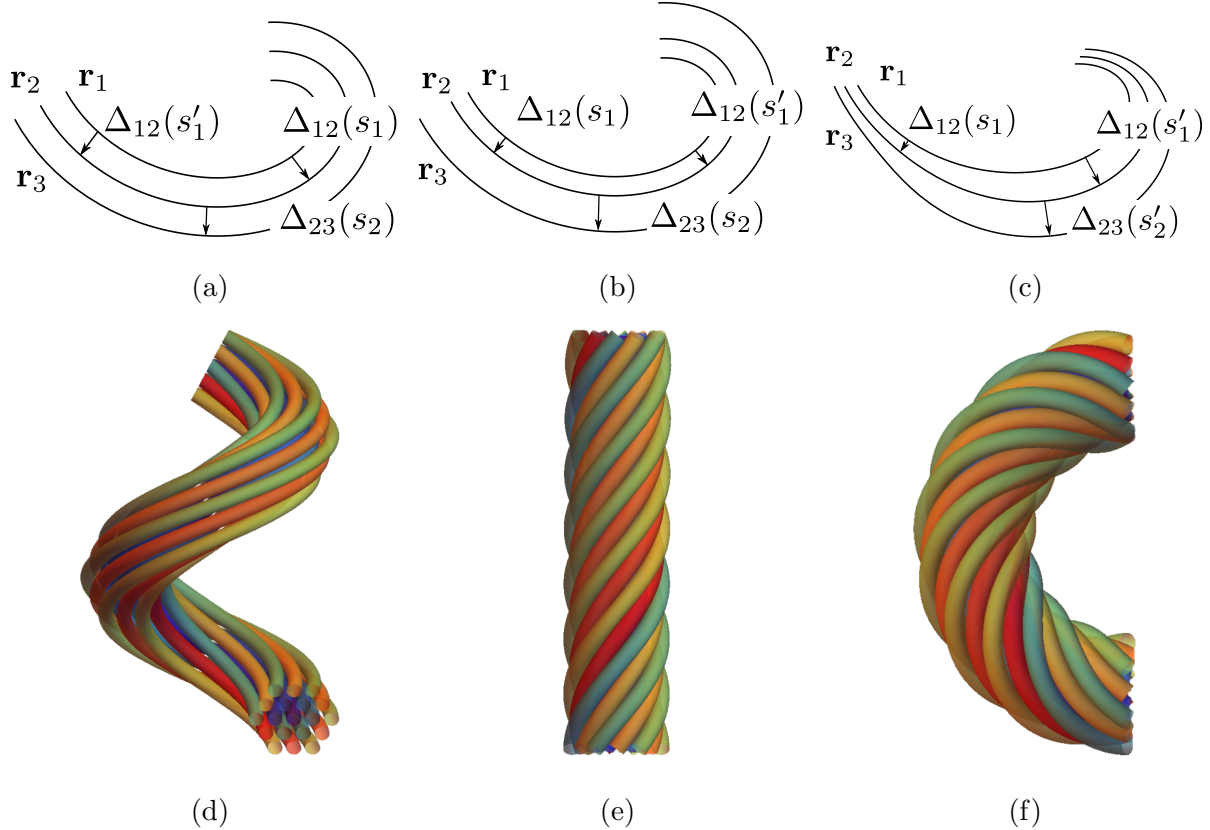 r₂ r₁ Δ₁₂(s′₁) Δ₁₂(s₁) r₃ Δ₂₃(s₂)
r₂ r₁ Δ₁₂(s₁) Δ₁₂(s′₁) r₃ Δ₂₃(s₂)
r₂ r₁ Δ₁₂(s₁) Δ₁₂(s′₁) r₃ Δ₂₃(s′₂)
(a) (b) (c)
(d) (e) (f)